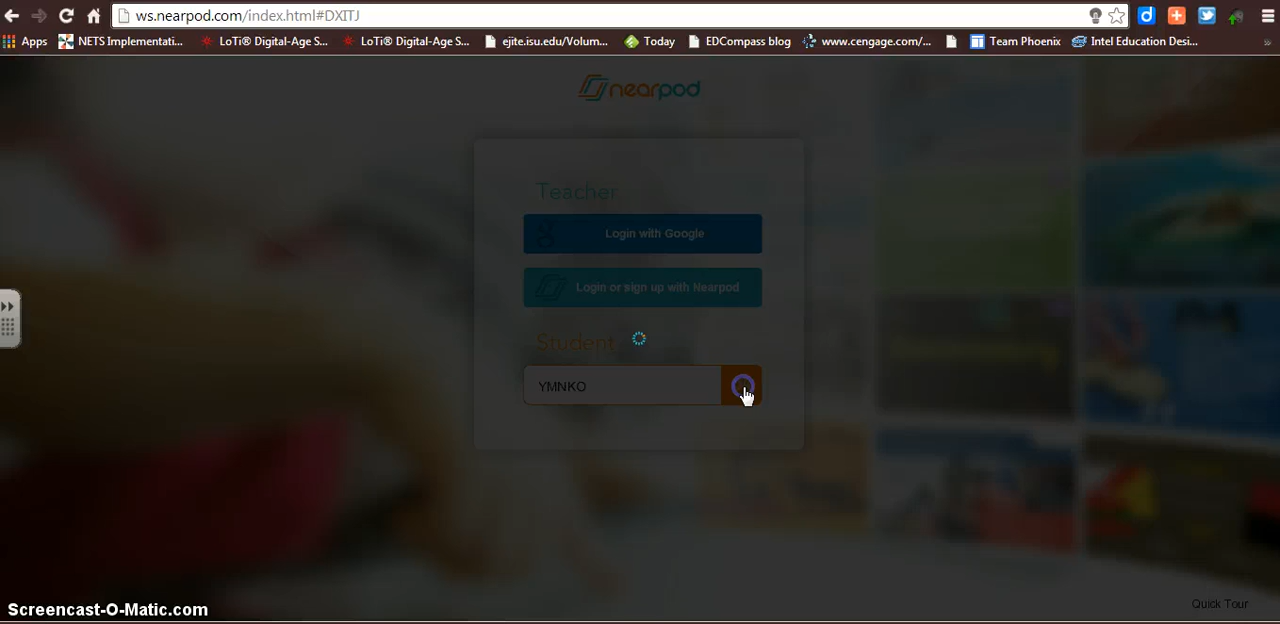 ws.nearpod.com/index.html#DXITJ
Apps NETS Implementati... LoTi® Digital-Age S... LoTi® Digital-Age S... ejite.isu.edu/Volum... Today EDCompass blog www.cengage.com/... Team Phoenix Intel Education Desi... »
nearpod
Teacher
Login with Google
Login or sign up with Nearpod
Student
YMNKO
Quick Tour
Screencast-O-Matic.com